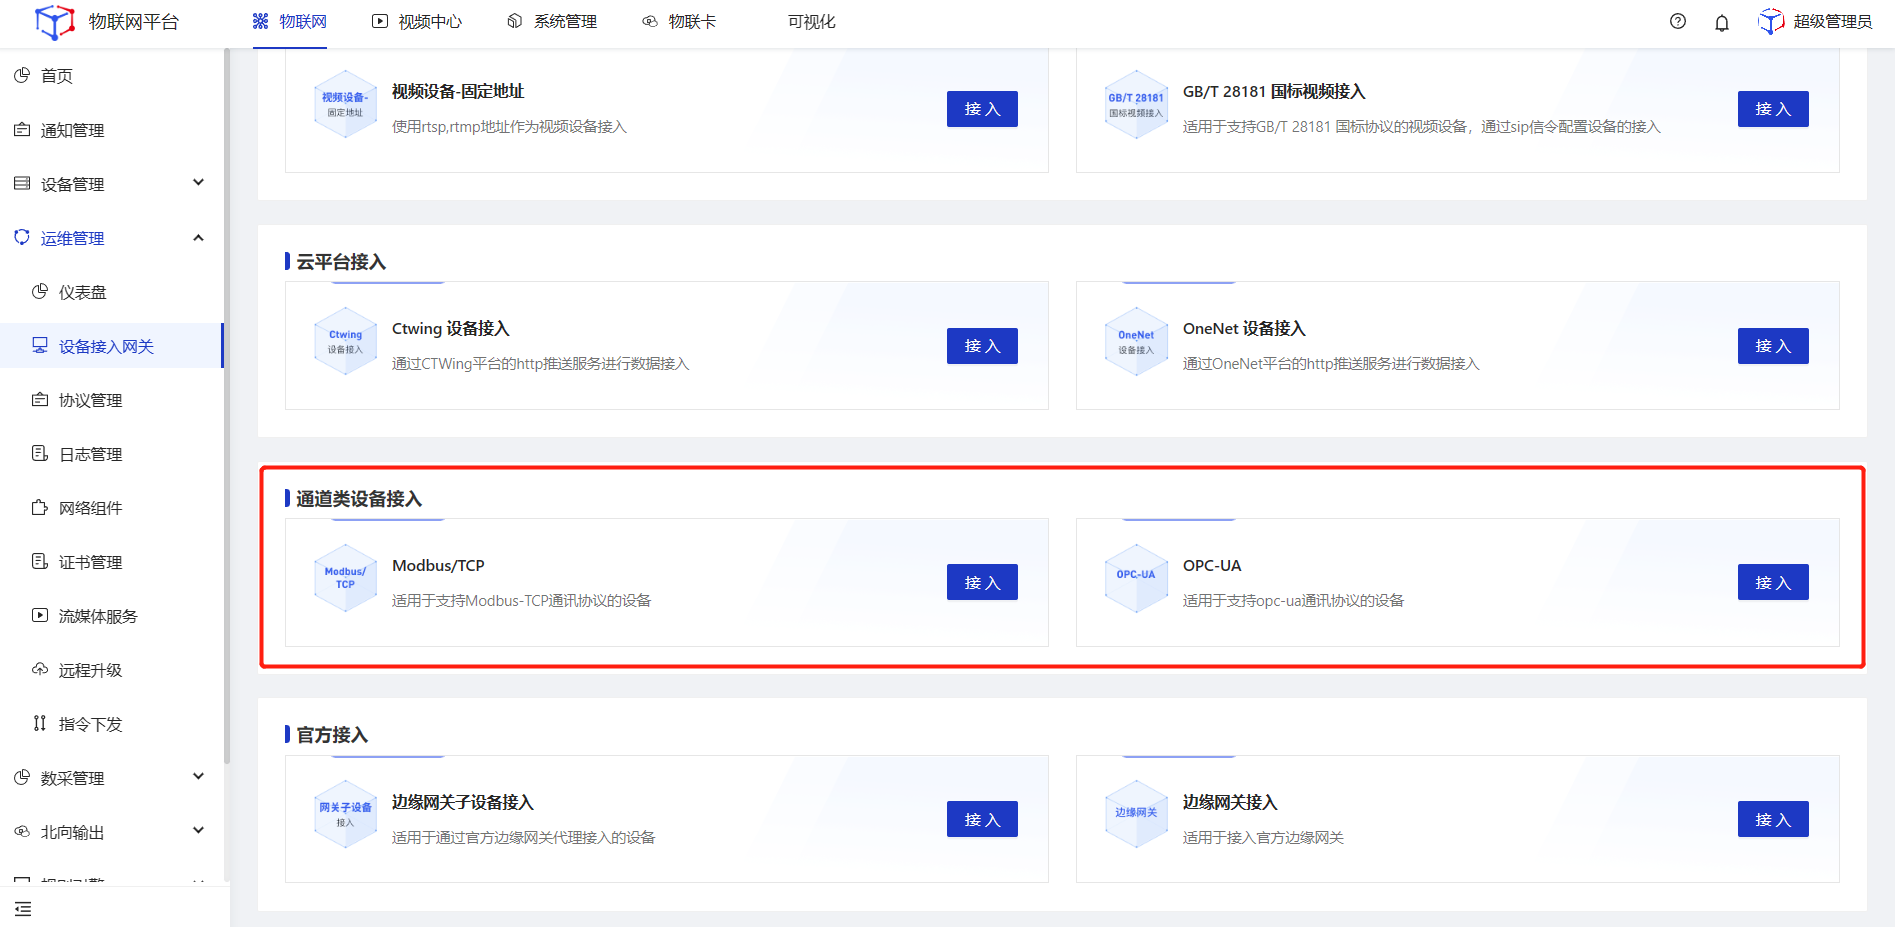 物联网平台
物联网
视频中心
系统管理
物联卡
可视化
超级管理员
首页
通知管理
设备管理
运维管理
仪表盘
设备接入网关
协议管理
日志管理
网络组件
证书管理
流媒体服务
远程升级
指令下发
数采管理
北向输出
视频设备-
固定地址
视频设备-固定地址
使用rtsp,rtmp地址作为视频设备接入
接 入
GB/T 28181
国标视频接入
GB/T 28181 国标视频接入
适用于支持GB/T 28181 国标协议的视频设备，通过sip信令配置设备的接入
接 入
云平台接入
Ctwing
设备接入
Ctwing 设备接入
通过CTWing平台的http推送服务进行数据接入
接 入
OneNet
设备接入
OneNet 设备接入
通过OneNet平台的http推送服务进行数据接入
接 入
通道类设备接入
Modbus/
TCP
Modbus/TCP
适用于支持Modbus-TCP通讯协议的设备
接 入
OPC-UA
OPC-UA
适用于支持opc-ua通讯协议的设备
接 入
官方接入
网关子设备
接入
边缘网关子设备接入
适用于通过官方边缘网关代理接入的设备
接 入
边缘网关
边缘网关接入
适用于接入官方边缘网关
接 入